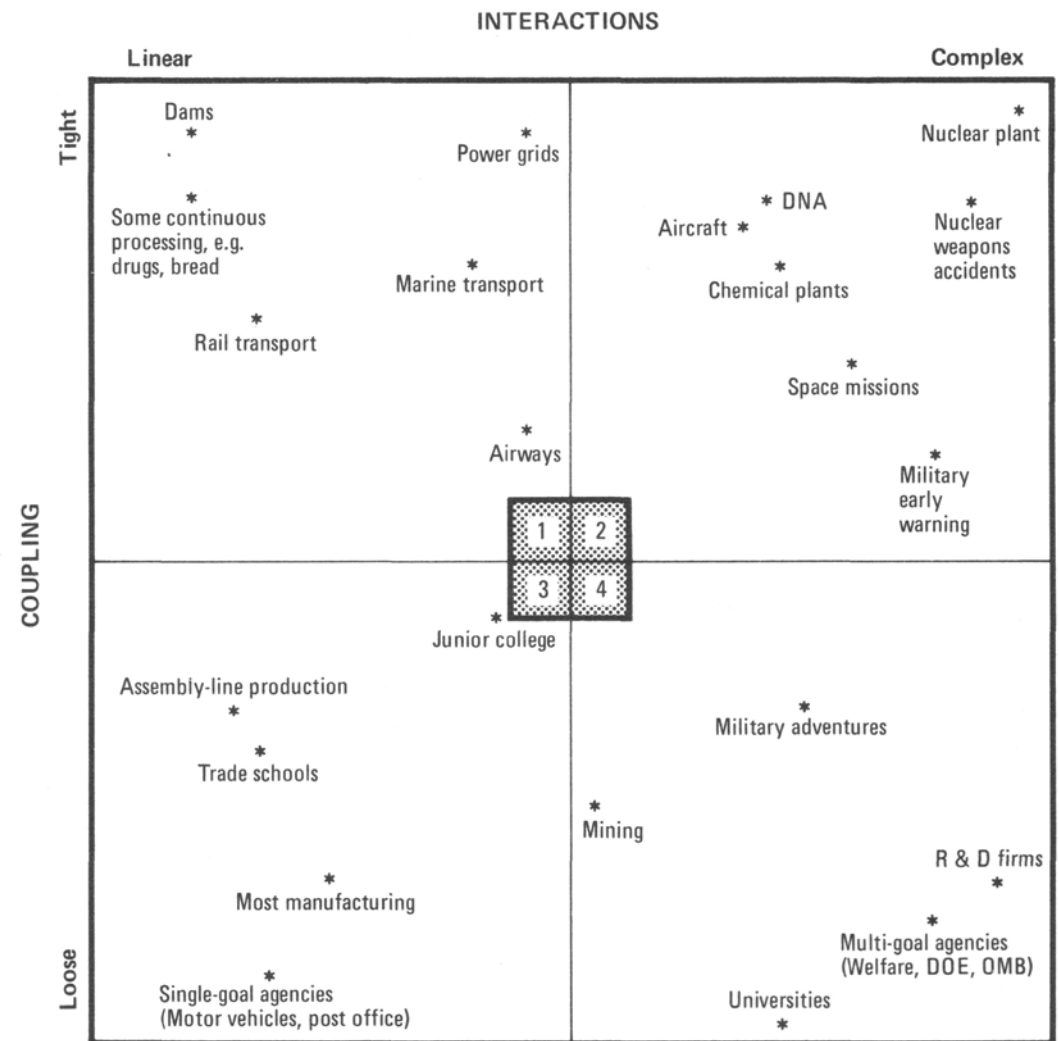 INTERACTIONS
Linear
Complex
COUPLING
Tight
Loose
Dams
Power grids
Some continuous
processing, e.g.
drugs, bread
Marine transport
Rail transport
Airways
Nuclear plant
DNA
Aircraft
Nuclear
weapons
accidents
Chemical plants
Space missions
Military
early
warning
1
2
3
4
Junior college
Assembly-line production
Trade schools
Most manufacturing
Single-goal agencies
(Motor vehicles, post office)
Military adventures
Mining
R & D firms
Multi-goal agencies
(Welfare, DOE, OMB)
Universities